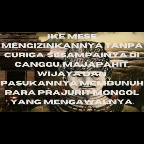 IKE MESE
MENGIZINKANNYA TANPA
CURIGA SESAMPAINYA DI
CANGGU, MAJAPAHIT,
WIJAYA DAN
PASUKANNYA MEMBUNUH
PARA PRAJURIT MONGOL
YANG MENGAWALNYA.